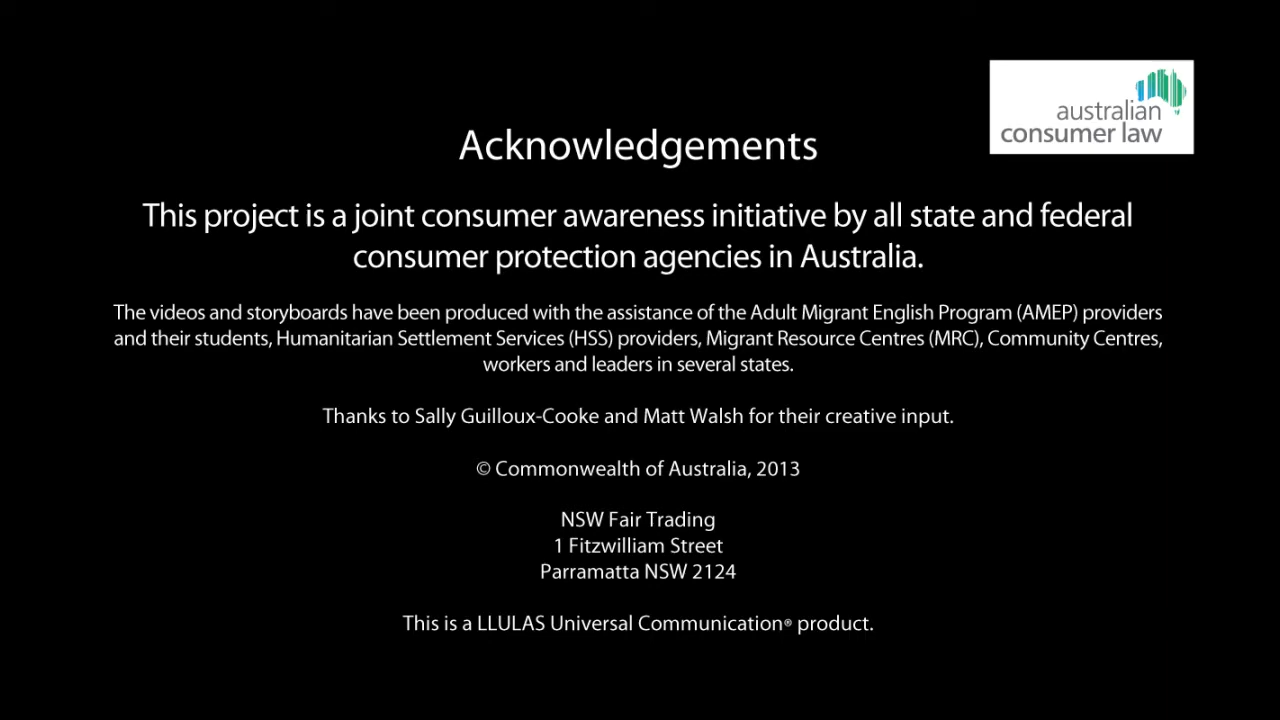 australian
consumer law
Acknowledgements
This project is a joint consumer awareness initiative by all state and federal
consumer protection agencies in Australia.
The videos and storyboards have been produced with the assistance of the Adult Migrant English Program (AMEP) providers
and their students, Humanitarian Settlement Services (HSS) providers, Migrant Resource Centres (MRC), Community Centres,
workers and leaders in several states.
Thanks to Sally Guilloux-Cooke and Matt Walsh for their creative input.
© Commonwealth of Australia, 2013
NSW Fair Trading
1 Fitzwilliam Street
Parramatta NSW 2124
This is a LLULAS Universal Communication® product.